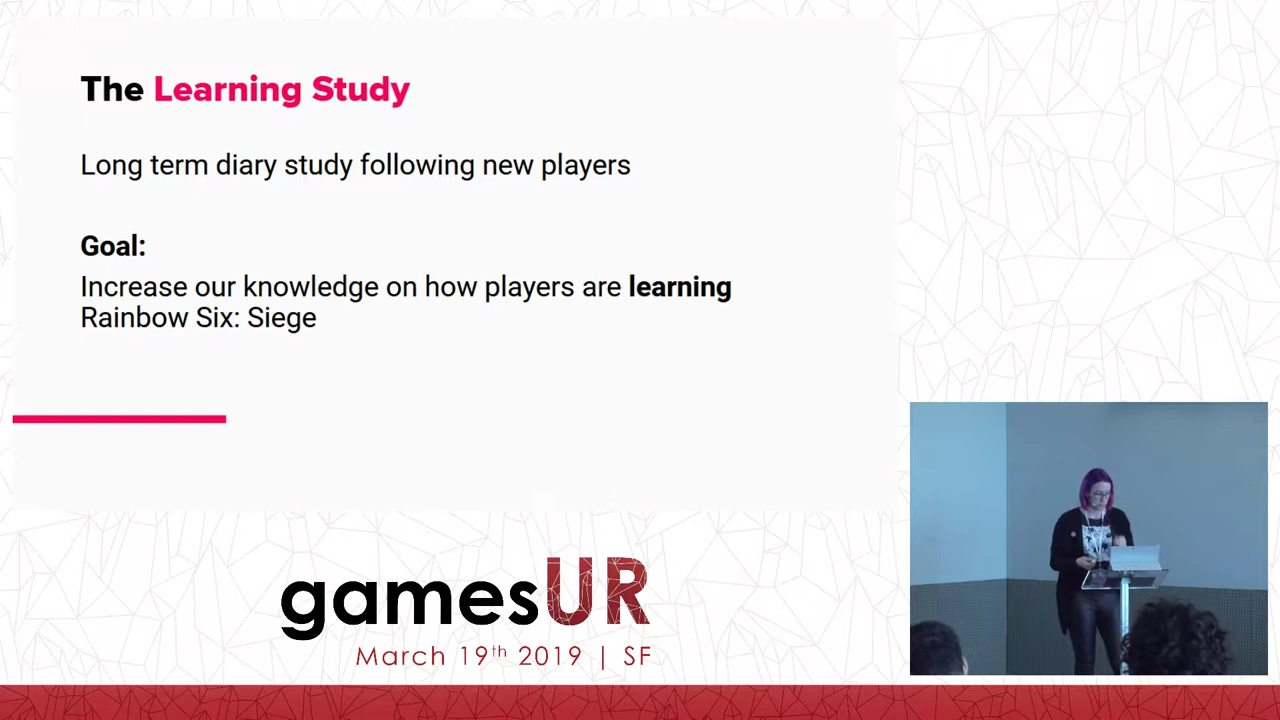 The Learning Study
Long term diary study following new players
Goal:
Increase our knowledge on how players are learning
Rainbow Six: Siege
gamesUR
March 19th 2019 | SF